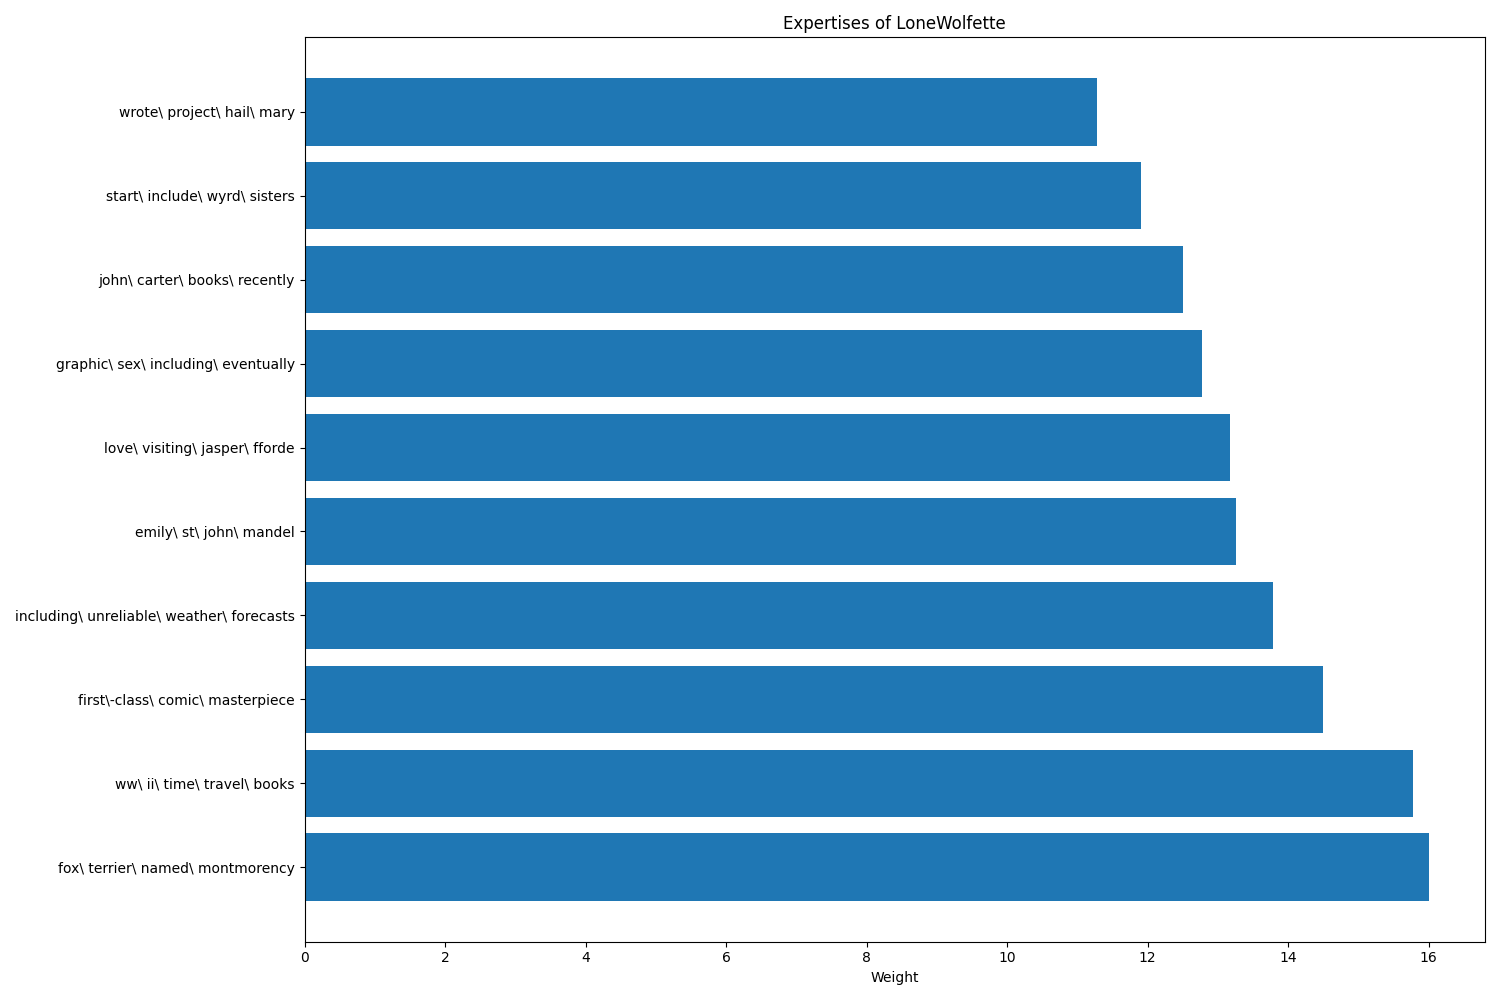 Expertises of LoneWolfette
wrote\ project\ hail\ mary
start\ include\ wyrd\ sisters
john\ carter\ books\ recently
graphic\ sex\ including\ eventually
love\ visiting\ jasper\ fforde
emily\ st\ john\ mandel
including\ unreliable\ weather\ forecasts
first\-class\ comic\ masterpiece
ww\ ii\ time\ travel\ books
fox\ terrier\ named\ montmorency
0 2 4 6 8 10 12 14 16
Weight